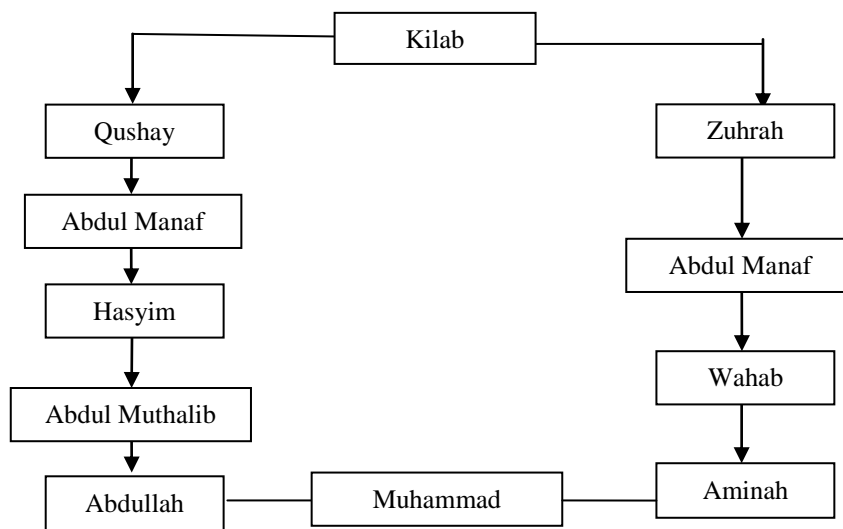 Kilab
Qushay
Zuhrah
Abdul Manaf
Abdul Manaf
Hasyim
Wahab
Abdul Muthalib
Abdullah
Muhammad
Aminah